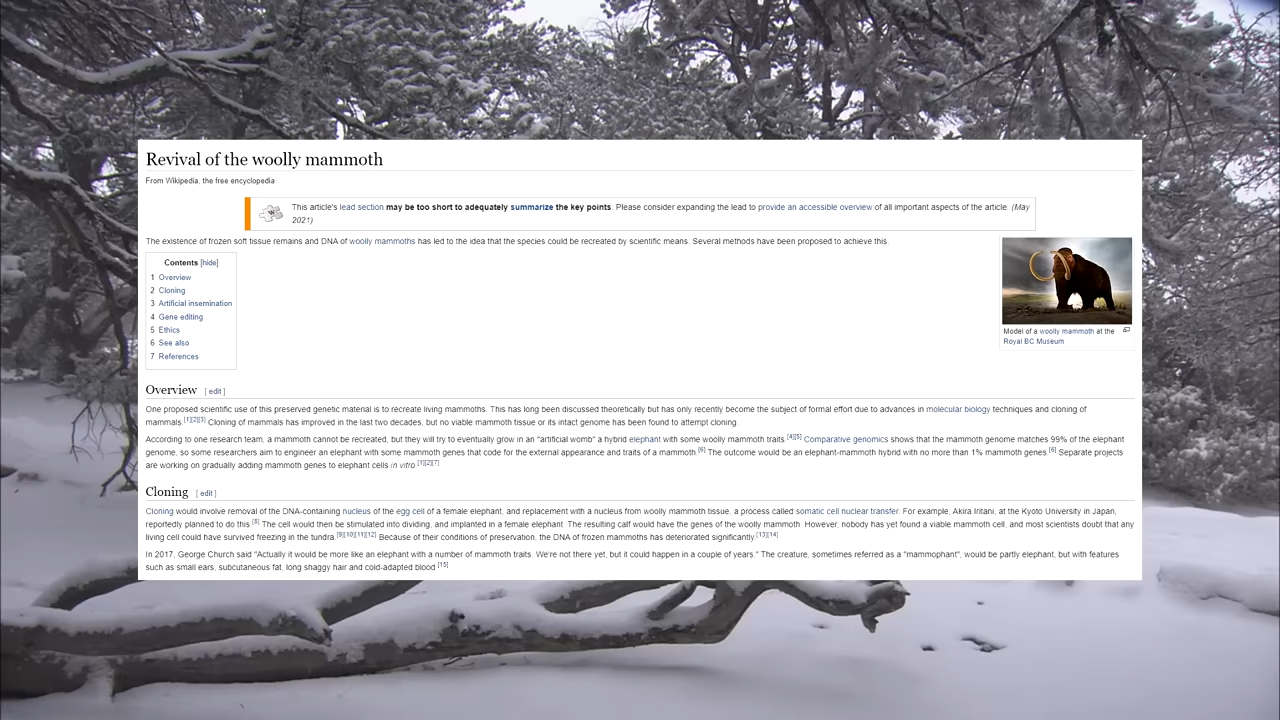 Revival of the woolly mammoth
From Wikipedia, the free encyclopedia
This article's lead section may be too short to adequately summarize the key points. Please consider expanding the lead to provide an accessible overview of all important aspects of the article. (May
2021)
The existence of frozen soft tissue remains and DNA of woolly mammoths has led to the idea that the species could be recreated by scientific means. Several methods have been proposed to achieve this.
Contents [hide]
1 Overview
2 Cloning
3 Artificial insemination
4 Gene editing
5 Ethics
6 See also
7 References
Model of a woolly mammoth at the
Royal BC Museum
Overview [ edit ]
One proposed scientific use of this preserved genetic material is to recreate living mammoths. This has long been discussed theoretically but has only recently become the subject of formal effort due to advances in molecular biology techniques and cloning of
mammals.[1][2][3] Cloning of mammals has improved in the last two decades, but no viable mammoth tissue or its intact genome has been found to attempt cloning.
According to one research team, a mammoth cannot be recreated, but they will try to eventually grow in an "artificial womb" a hybrid elephant with some woolly mammoth traits.[4][5] Comparative genomics shows that the mammoth genome matches 99% of the elephant
genome, so some researchers aim to engineer an elephant with some mammoth genes that code for the external appearance and traits of a mammoth.[6] The outcome would be an elephant-mammoth hybrid with no more than 1% mammoth genes.[6] Separate projects
are working on gradually adding mammoth genes to elephant cells in vitro.[1][2][7]
Cloning [ edit ]
Cloning would involve removal of the DNA-containing nucleus of the egg cell of a female elephant, and replacement with a nucleus from woolly mammoth tissue, a process called somatic cell nuclear transfer. For example, Akira Iritani, at the Kyoto University in Japan,
reportedly planned to do this.[8] The cell would then be stimulated into dividing, and implanted in a female elephant. The resulting calf would have the genes of the woolly mammoth. However, nobody has yet found a viable mammoth cell, and most scientists doubt that any
living cell could have survived freezing in the tundra.[9][10][11][12] Because of their conditions of preservation, the DNA of frozen mammoths has deteriorated significantly.[13][14]
In 2017, George Church said "Actually it would be more like an elephant with a number of mammoth traits. We're not there yet, but it could happen in a couple of years." The creature, sometimes referred as a "mammophant", would be partly elephant, but with features
such as small ears, subcutaneous fat, long shaggy hair and cold-adapted blood.[15]